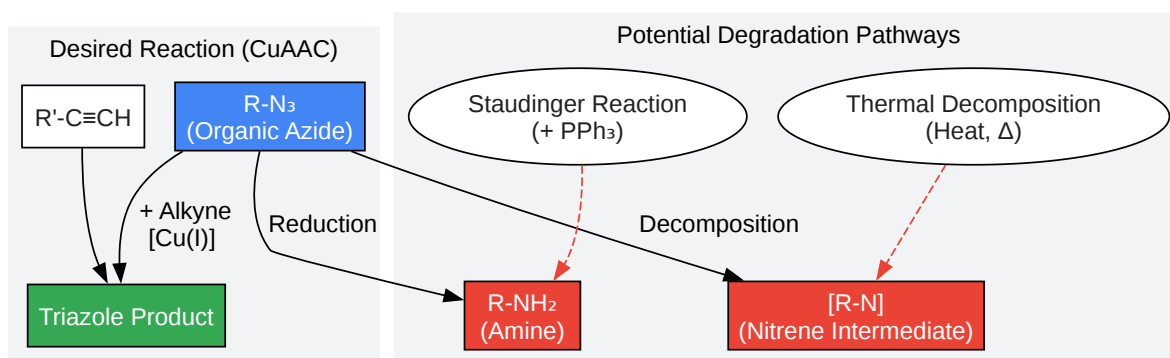 Desired Reaction (CuAAC)
Potential Degradation Pathways
R'-C≡CH
R-N₃
(Organic Azide)
Staudinger Reaction
(+ PPh₃)
Thermal Decomposition
(Heat, Δ)
+ Alkyne
[Cu(I)]
Reduction
Decomposition
Triazole Product
R-NH₂
(Amine)
[R-N]
(Nitrene Intermediate)